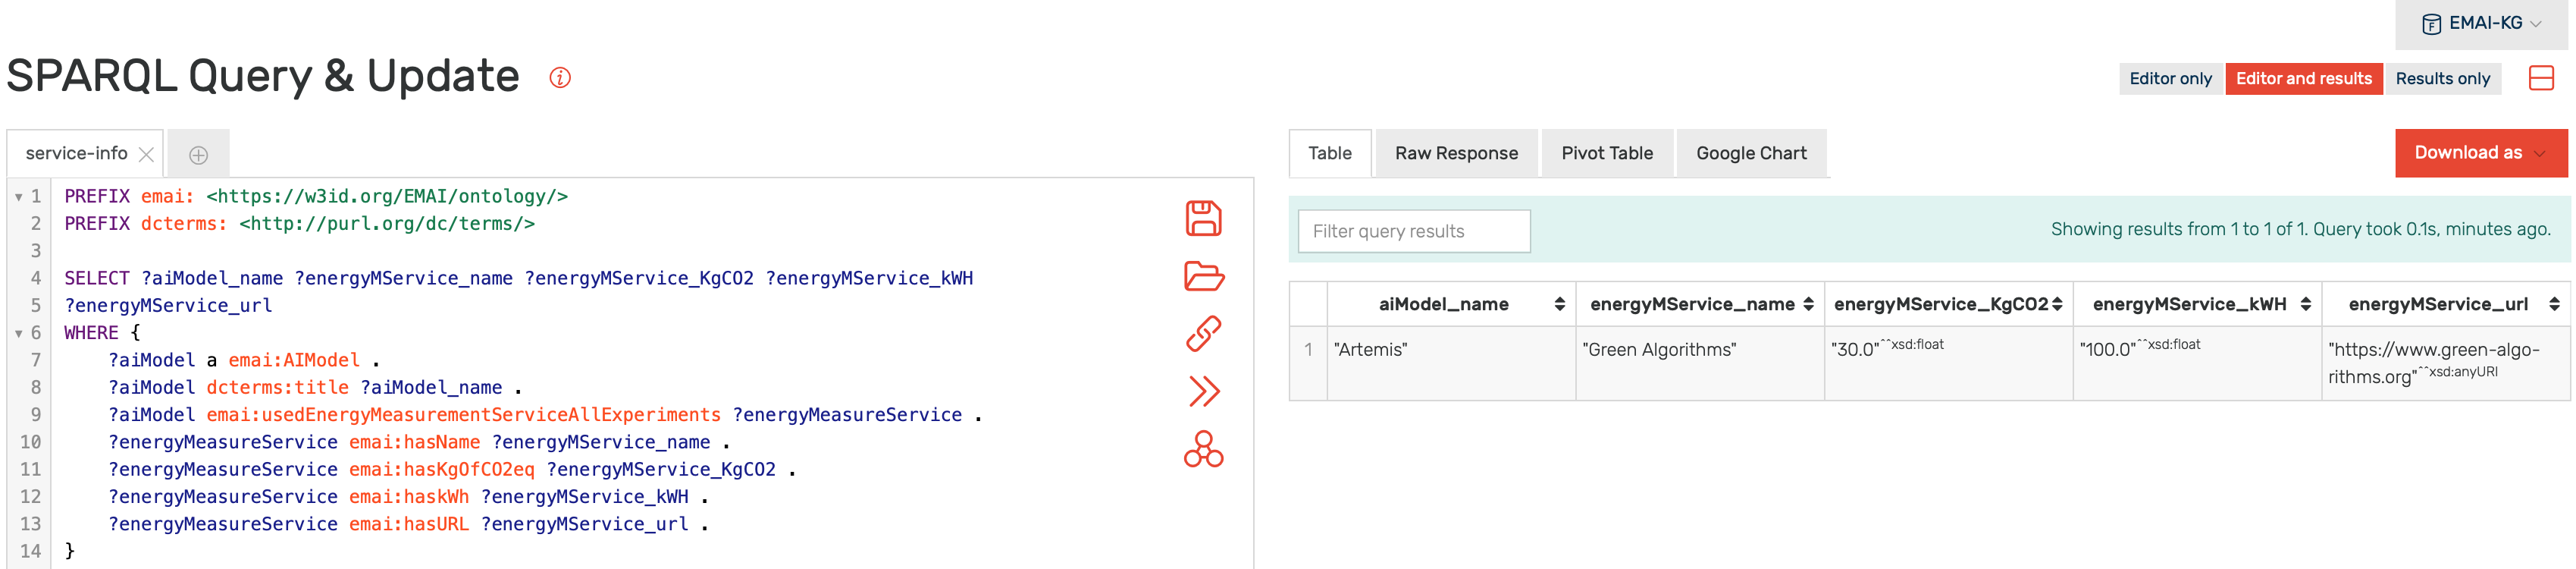 EMAI-KG
SPARQL Query & Update
Editor only
Editor and results
Results only
service-info
Table
Raw Response
Pivot Table
Google Chart
Download as
1 PREFIX emai: <https://w3id.org/EMAI/ontology/>
2 PREFIX dcterms: <http://purl.org/dc/terms/>
3
4 SELECT ?aiModel_name ?energyMService_name ?energyMService_KgCO2 ?energyMService_kWH
5 ?energyMService_url
6 WHERE {
7 ?aiModel a emai:AIModel .
8 ?aiModel dcterms:title ?aiModel_name .
9 ?aiModel emai:usedEnergyMeasurementServiceAllExperiments ?energyMeasureService .
10 ?energyMeasureService emai:hasName ?energyMService_name .
11 ?energyMeasureService emai:hasKgOfCO2eq ?energyMService_KgCO2 .
12 ?energyMeasureService emai:haskWh ?energyMService_kWH .
13 ?energyMeasureService emai:hasURL ?energyMService_url .
14 }
Filter query results
Showing results from 1 to 1 of 1. Query took 0.1s, minutes ago.
aiModel_name energyMService_name energyMService_KgCO2 energyMService_kWH energyMService_url
1 "Artemis" "Green Algorithms" "30.0"^^xsd:float "100.0"^^xsd:float "https://www.green-algo-
rithms.org"^^xsd:anyURI